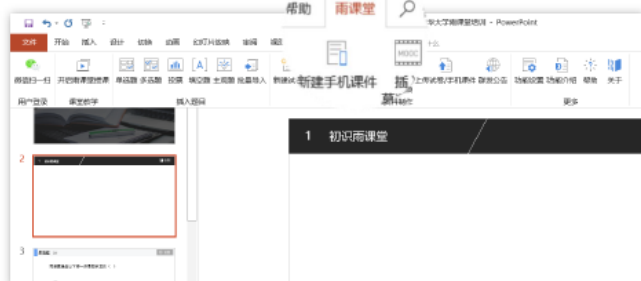 帮助 雨课堂
华大学雨课堂培训 - PowerPoint
文件 开始 插入 设计 切换 动画 幻灯片放映 审阅
新建手机课件 插
MOOC
微信扫一扫 开启雨课堂授课 单选题 多选题 投票 填空题 主观题 批量导入 新建试 上传试卷/手机课件 群发公告 功能设置 功能介绍 帮助 关于
用户登录 课堂教学 插入题目 更多
1 初识雨课堂
2
3